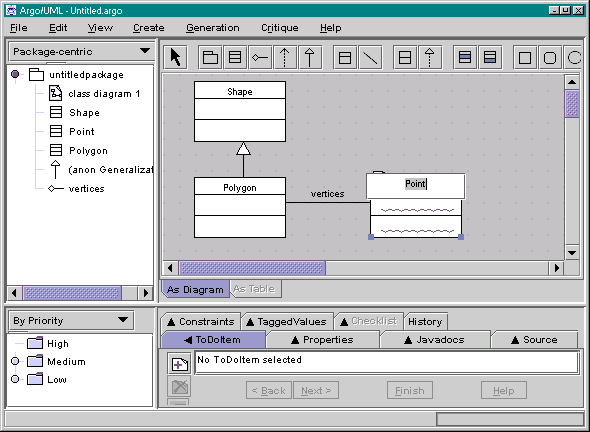 Argo/UML - Untitled.argo
File Edit View Create Generation Critique Help
Package-centric
untitledpackage
class diagram 1
Shape
Point
Polygon
(anon Generalizat
vertices
Shape
Polygon
vertices
Point
As Diagram As Table
By Priority
High
Medium
Low
Constraints TaggedValues Checklist History
ToDoItem Properties Javadocs Source
No ToDoItem selected
< Back Next > Finish Help